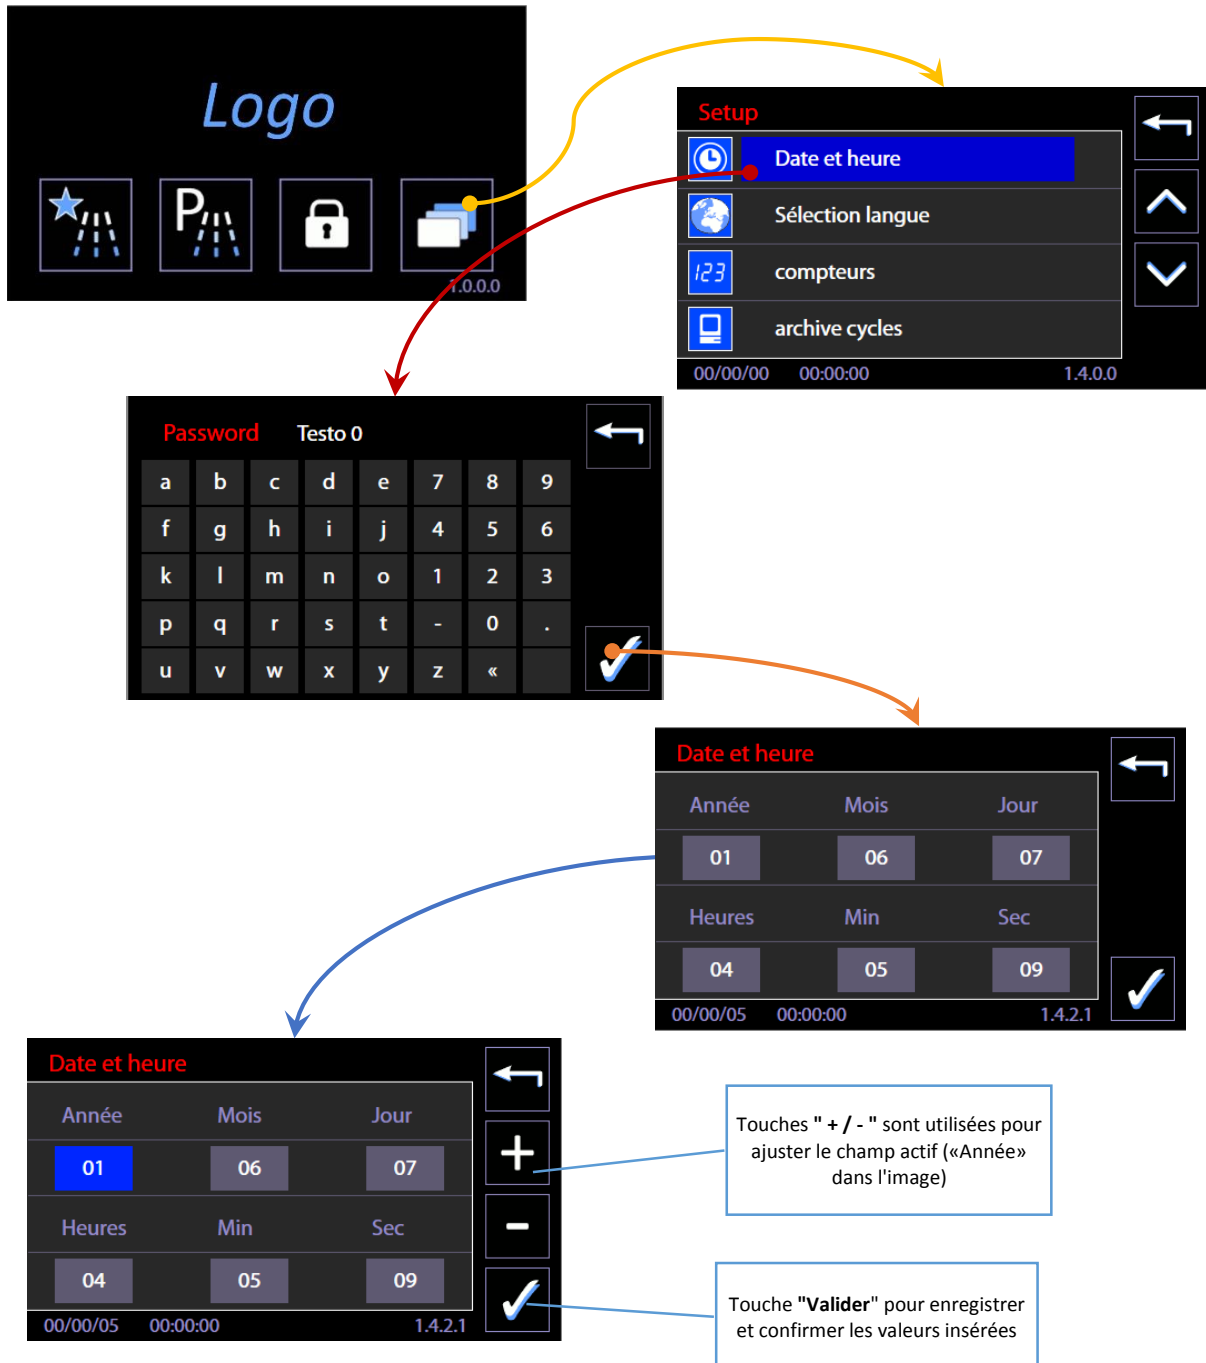 Logo
P
1.0.0.0
Setup
Date et heure
Sélection langue
123
compteurs
archive cycles
00/00/00 00:00:00 1.4.0.0
Password Testo 0
a b c d e 7 8 9
f g h i j 4 5 6
k l m n o 1 2 3
p q r s t - 0 .
u v w x y z «
Date et heure
Année Mois Jour
01 06 07
Heures Min Sec
04 05 09
00/00/05 00:00:00 1.4.2.1
Date et heure
Année Mois Jour
01 06 07
Heures Min Sec
04 05 09
00/00/05 00:00:00 1.4.2.1
+
-
Touches " + / - " sont utilisées pour
ajuster le champ actif («Année»
dans l'image)
Touche "Valider" pour enregistrer
et confirmer les valeurs insérées